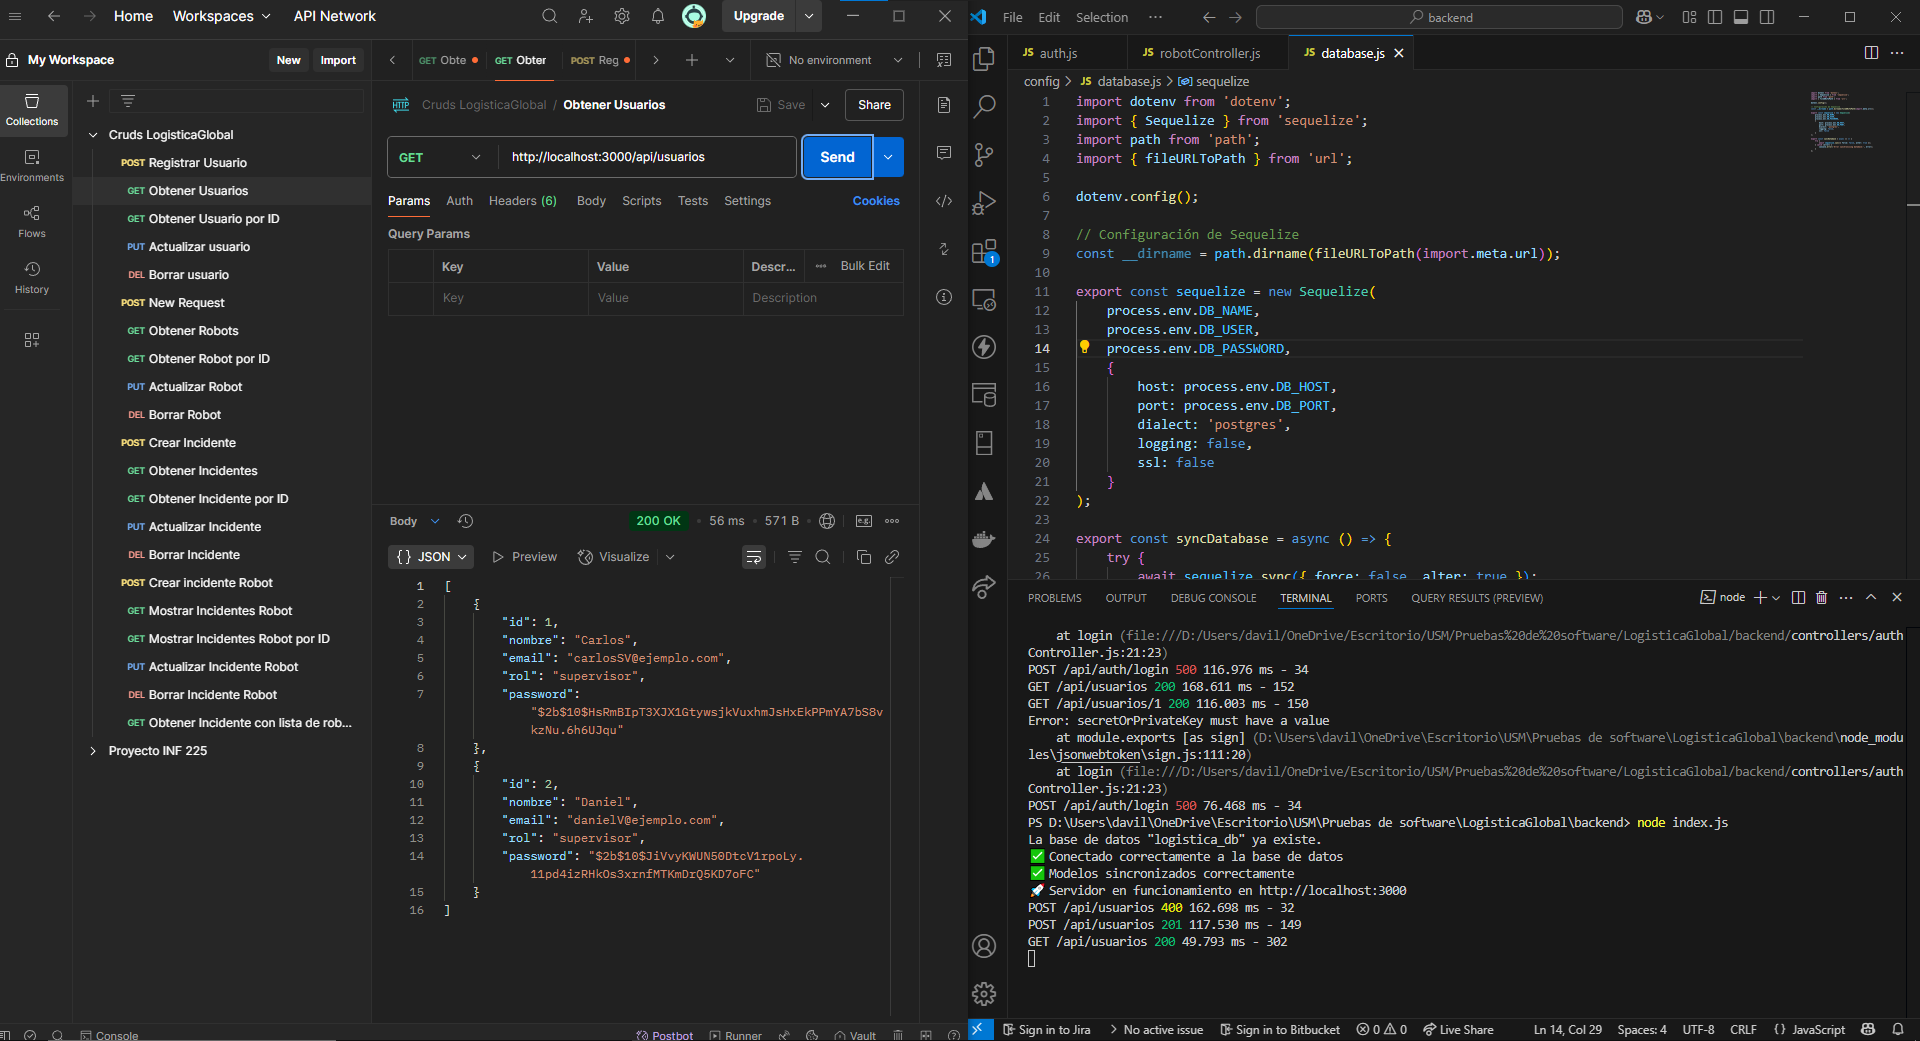 Home Workspaces API Network Upgrade
My Workspace New Import
GET Obte GET Obter POST Reg No environment
Collections
Environments
Flows
History
Cruds LogisticaGlobal
POST Registrar Usuario
GET Obtener Usuarios
GET Obtener Usuario por ID
PUT Actualizar usuario
DEL Borrar usuario
POST New Request
GET Obtener Robots
GET Obtener Robot por ID
PUT Actualizar Robot
DEL Borrar Robot
POST Crear Incidente
GET Obtener Incidentes
GET Obtener Incidente por ID
PUT Actualizar Incidente
DEL Borrar Incidente
POST Crear incidente Robot
GET Mostrar Incidentes Robot
GET Mostrar Incidentes Robot por ID
PUT Actualizar Incidente Robot
DEL Borrar Incidente Robot
GET Obtener Incidente con lista de rob...
Proyecto INF 225
HTTP Cruds LogisticaGlobal / Obtener Usuarios Save Share
GET http://localhost:3000/api/usuarios Send
Params Auth Headers (6) Body Scripts Tests Settings Cookies
Query Params
Key Value Descr... Bulk Edit
Key Value Description
Body 200 OK 56 ms 571 B e.g.
{} JSON Preview Visualize
1 [
2 {
3 "id": 1,
4 "nombre": "Carlos",
5 "email": "carlosSV@ejemplo.com",
6 "rol": "supervisor",
7 "password":
"$2b$10$HsRmBIpT3XJX1GtywsjkVuxhmJsHxEkPPmYA7bS8v
kzNu.6h6UJqu"
8 },
9 {
10 "id": 2,
11 "nombre": "Daniel",
12 "email": "danielV@ejemplo.com",
13 "rol": "supervisor",
14 "password": "$2b$10$JiVvyKWUN50DtcV1rpoLy.
11pd4izRHkOs3xrnfMTKmDrQ5KD7oFC"
15 }
16 ]
Console Postbot Runner Vault
File Edit Selection ··· backend
JS auth.js JS robotController.js JS database.js
config > JS database.js > sequelize
1 import dotenv from 'dotenv';
2 import { Sequelize } from 'sequelize';
3 import path from 'path';
4 import { fileURLToPath } from 'url';
5
6 dotenv.config();
7
8 // Configuración de Sequelize
9 const __dirname = path.dirname(fileURLToPath(import.meta.url));
10
11 export const sequelize = new Sequelize(
12 process.env.DB_NAME,
13 process.env.DB_USER,
14 process.env.DB_PASSWORD,
15 {
16 host: process.env.DB_HOST,
17 port: process.env.DB_PORT,
18 dialect: 'postgres',
19 logging: false,
20 ssl: false
21 }
22 );
23
24 export const syncDatabase = async () => {
25 try {
26 await sequelize.sync({ force: false, alter: true });
1
PROBLEMS OUTPUT DEBUG CONSOLE TERMINAL PORTS QUERY RESULTS (PREVIEW) node
at login (file:///D:/Users/davil/OneDrive/Escritorio/USM/Pruebas%20de%20software/LogisticaGlobal/backend/controllers/auth
Controller.js:21:23)
POST /api/auth/login 500 116.976 ms - 34
GET /api/usuarios 200 168.611 ms - 152
GET /api/usuarios/1 200 116.003 ms - 150
Error: secretOrPrivateKey must have a value
at module.exports [as sign] (D:\Users\davil\OneDrive\Escritorio\USM\Pruebas de software\LogisticaGlobal\backend\node_modu
les\jsonwebtoken\sign.js:111:20)
at login (file:///D:/Users/davil/OneDrive/Escritorio/USM/Pruebas%20de%20software/LogisticaGlobal/backend/controllers/auth
Controller.js:21:23)
POST /api/auth/login 500 76.468 ms - 34
PS D:\Users\davil\OneDrive\Escritorio\USM\Pruebas de software\LogisticaGlobal\backend> node index.js
La base de datos "logistica_db" ya existe.
✅ Conectado correctamente a la base de datos
✅ Modelos sincronizados correctamente
🚀 Servidor en funcionamiento en http://localhost:3000
POST /api/usuarios 400 162.698 ms - 32
POST /api/usuarios 201 117.530 ms - 149
GET /api/usuarios 200 49.793 ms - 302
Sign in to Jira No active issue Sign in to Bitbucket 0 0 Live Share Ln 14, Col 29 Spaces: 4 UTF-8 CRLF {} JavaScript